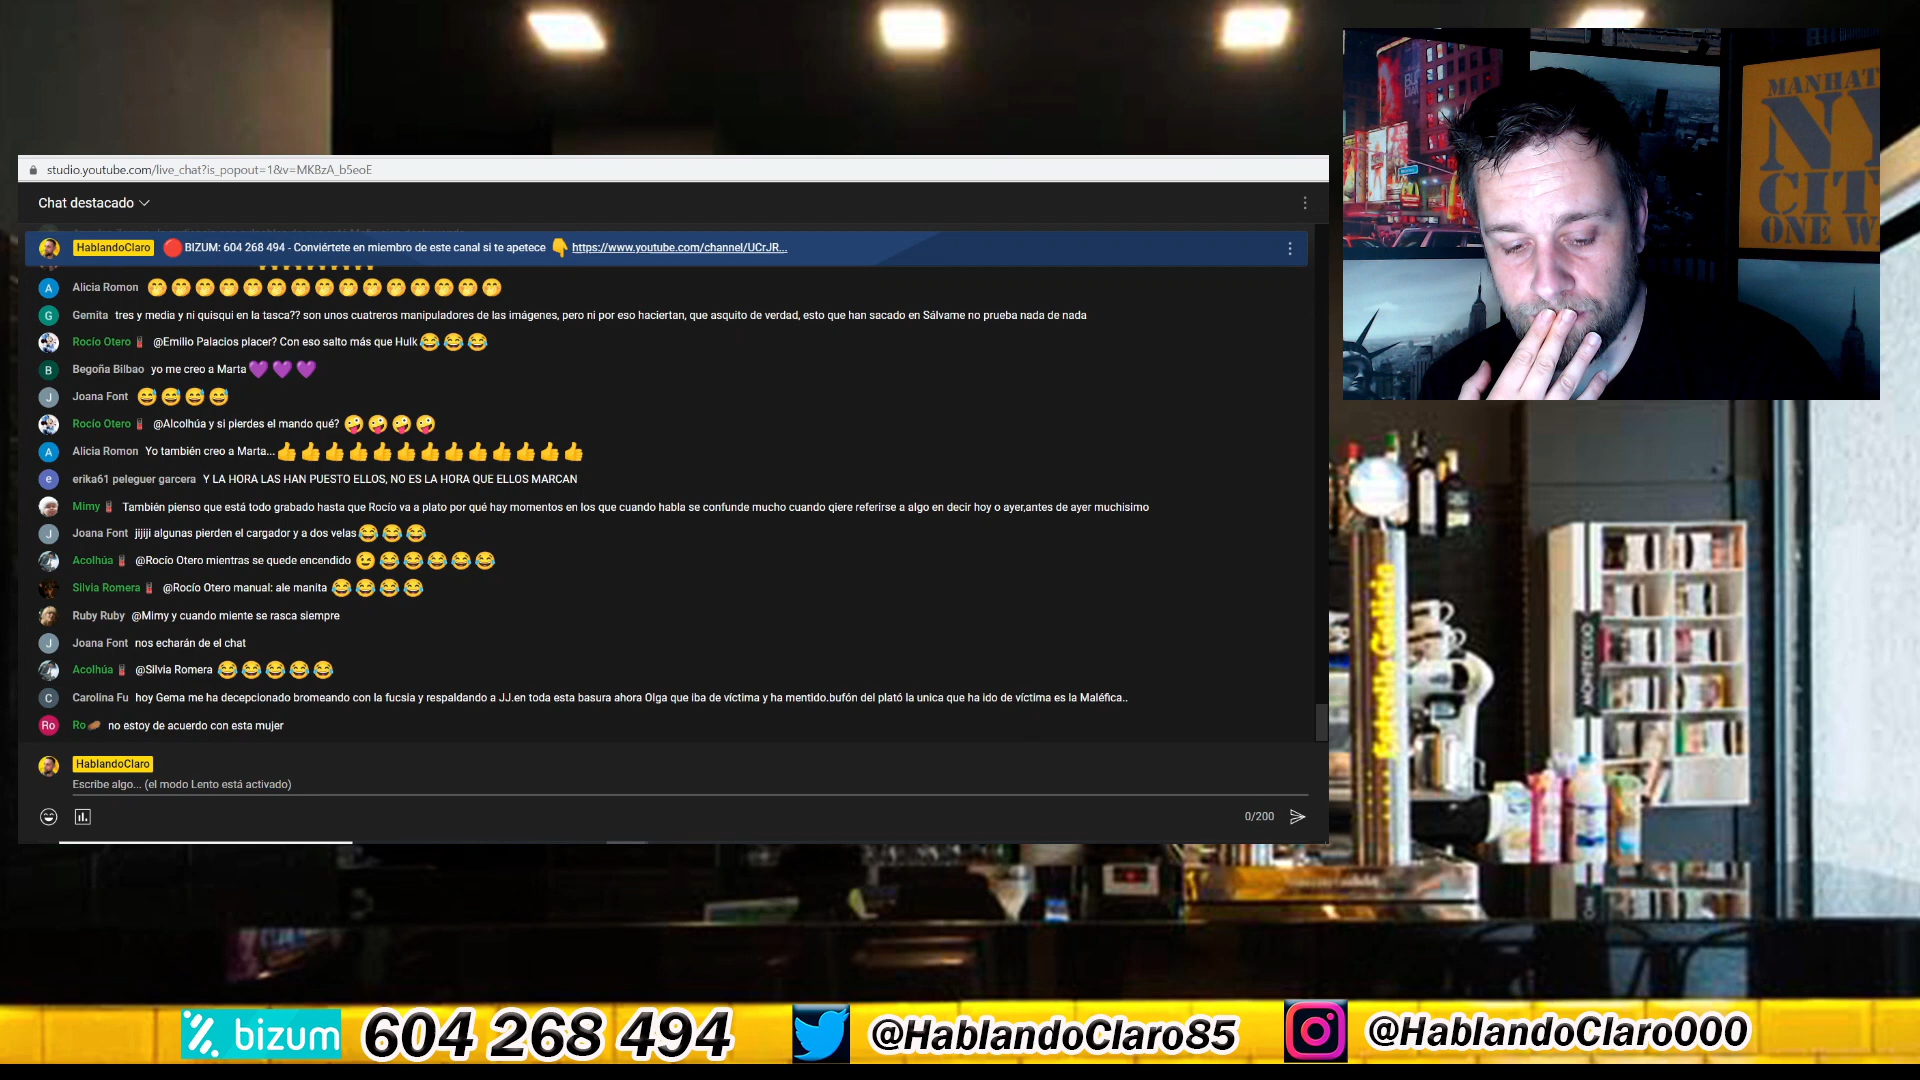 studio.youtube.com/live_chat?is_popout=1&v=MKBzA_b5eoE
Chat destacado
HablandoClaro 🔴BIZUM: 604 268 494 - Conviértete en miembro de este canal si te apetece 👇 https://www.youtube.com/channel/UCrJR...
A Alicia Romon 🤭🤭🤭🤭🤭🤭🤭🤭🤭🤭🤭🤭🤭🤭🤭
G Gemita tres y media y ni quisqui en la tasca?? son unos cuatreros manipuladores de las imágenes, pero ni por eso haciertan, que asquito de verdad, esto que han sacado en Sálvame no prueba nada de nada
Rocío Otero @Emilio Palacios placer? Con eso salto más que Hulk😂😂😂
B Begoña Bilbao yo me creo a Marta💜💜💜
J Joana Font 😅😅😅😅
Rocío Otero @Alcolhúa y si pierdes el mando qué? 🤪🤪🤪🤪
A Alicia Romon Yo también creo a Marta...👍👍👍👍👍👍👍👍👍👍👍👍👍
e erika61 peleguer garcera Y LA HORA LAS HAN PUESTO ELLOS, NO ES LA HORA QUE ELLOS MARCAN
Mimy También pienso que está todo grabado hasta que Rocío va a plato por qué hay momentos en los que cuando habla se confunde mucho cuando qiere referirse a algo en decir hoy o ayer,antes de ayer muchisimo
J Joana Font jijiji algunas pierden el cargador y a dos velas😂😂😂
Acolhúa @Rocío Otero mientras se quede encendido 😉😂😂😂😂😂
Silvia Romera @Rocío Otero manual: ale manita 😂😂😂😂
Ruby Ruby @Mimy y cuando miente se rasca siempre
J Joana Font nos echarán de el chat
Acolhúa @Silvia Romera 😂😂😂😂😂
C Carolina Fu hoy Gema me ha decepcionado bromeando con la fucsia y respaldando a JJ.en toda esta basura ahora Olga que iba de víctima y ha mentido.bufón del plató la unica que ha ido de víctima es la Maléfica..
Ro Ro🥔 no estoy de acuerdo con esta mujer
HablandoClaro
Escribe algo... (el modo Lento está activado)
0/200
MANHAT
NY
CIT
ONE W
Estrella Galicia
MONTECELO
bizum 604 268 494 @HablandoClaro85 @HablandoClaro000